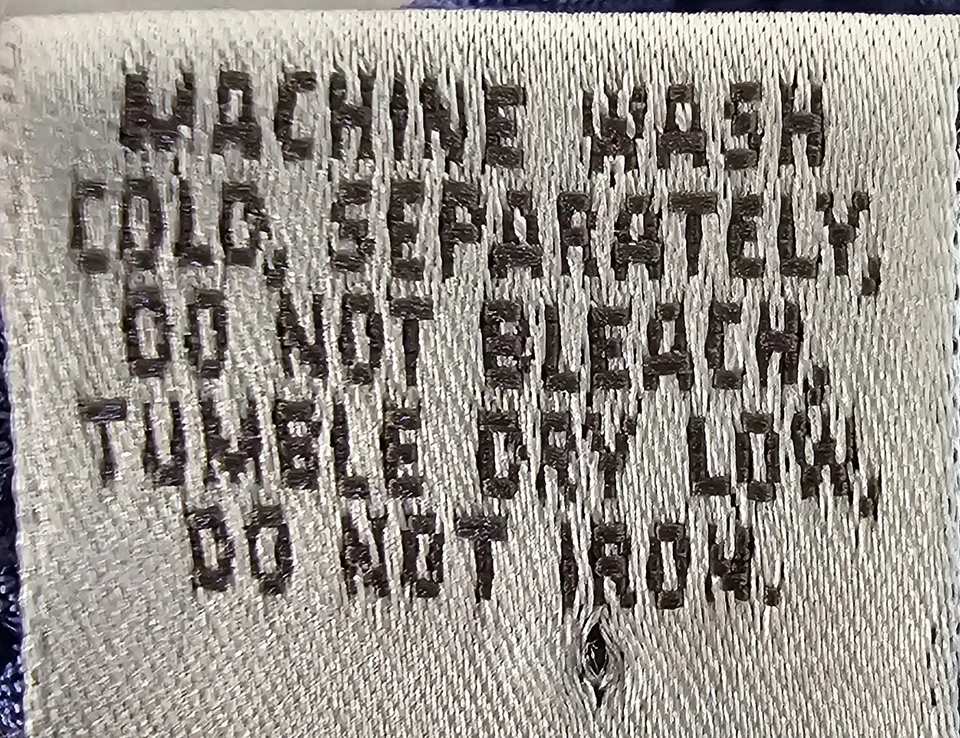 MACHINE WASH
COLD, SEPARATELY,
DO NOT BLEACH,
TUMBLE DRY LOW,
DO NOT IRON.